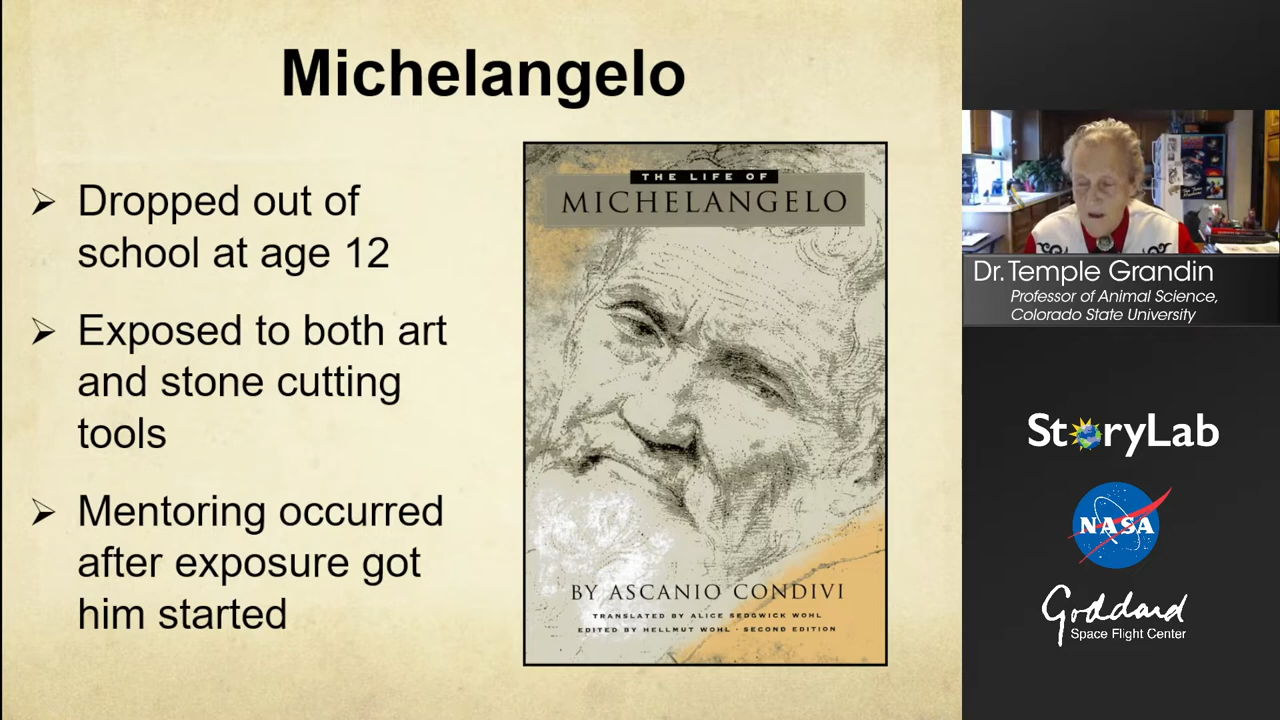 Michelangelo
➢ Dropped out of
school at age 12
➢ Exposed to both art
and stone cutting
tools
➢ Mentoring occurred
after exposure got
him started
THE LIFE OF
MICHELANGELO
BY ASCANIO CONDIVI
TRANSLATED BY ALICE SEDGWICK WOHL
EDITED BY HELLMUT WOHL · SECOND EDITION
Dr. Temple Grandin
Professor of Animal Science,
Colorado State University
StoryLab
NASA
Goddard
Space Flight Center